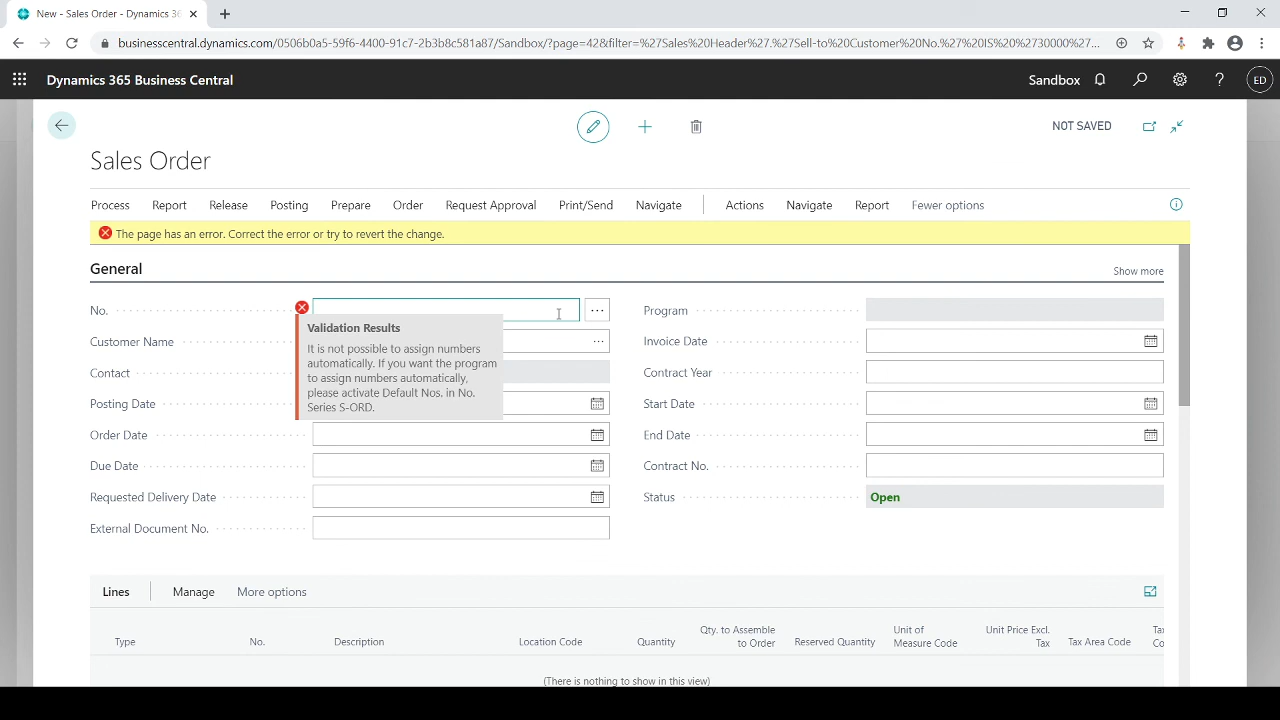 New - Sales Order - Dynamics 36
businesscentral.dynamics.com/0506b0a5-59f6-4400-91c7-2b3b8c581a87/Sandbox/?page=42&filter=%27Sales%20Header%27.%27Sell-to%20Customer%20No.%27%20IS%20%2730000%27...
Dynamics 365 Business Central
Sandbox
ED
NOT SAVED
Sales Order
Process Report Release Posting Prepare Order Request Approval Print/Send Navigate Actions Navigate Report Fewer options
The page has an error. Correct the error or try to revert the change.
General
Show more
No.
Customer Name
Contact
Posting Date
Order Date
Due Date
Requested Delivery Date
External Document No.
Validation Results
It is not possible to assign numbers
automatically. If you want the program
to assign numbers automatically,
please activate Default Nos. in No.
Series S-ORD.
Program
Invoice Date
Contract Year
Start Date
End Date
Contract No.
Status
Open
Lines Manage More options
Type
No.
Description
Location Code
Quantity
Qty. to Assemble
to Order
Reserved Quantity
Unit of
Measure Code
Unit Price Excl.
Tax
Tax Area Code
Tax
Co
(There is nothing to show in this view)